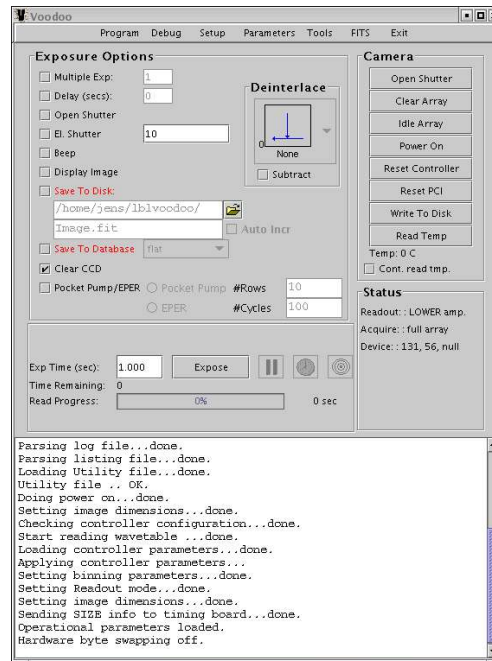 Voodoo
Program Debug Setup Parameters Tools FITS Exit
Exposure Options
Multiple Exp: 1
Delay (secs): 0
Open Shutter
El. Shutter 10
Beep
Display Image
Save To Disk:
/home/jens/lblvoodoo/
Image.fit Auto Incr
Save To Database flat
Clear CCD
Pocket Pump/EPER Pocket Pump #Rows 10
EPER #Cycles 100
Deinterlace
0
None
Subtract
Exp Time (sec): 1.000 Expose
Time Remaining: 0
Read Progress: 0% 0 sec
Camera
Open Shutter
Clear Array
Idle Array
Power On
Reset Controller
Reset PCI
Write To Disk
Read Temp
Temp: 0 C
Cont. read tmp.
Status
Readout: : LOWER amp.
Acquire: : full array
Device: : 131, 56, null
Parsing log file...done.
Parsing listing file...done.
Loading Utility file...done.
Utility file .. OK.
Doing power on...done.
Setting image dimensions...done.
Checking controller configuration...done.
Start reading wavetable ...done.
Loading controller parameters...done.
Applying controller parameters...
Setting binning parameters...done.
Setting Readout mode...done.
Setting image dimensions...done.
Sending SIZE info to timing board...done.
Operational parameters loaded.
Hardware byte swapping off.